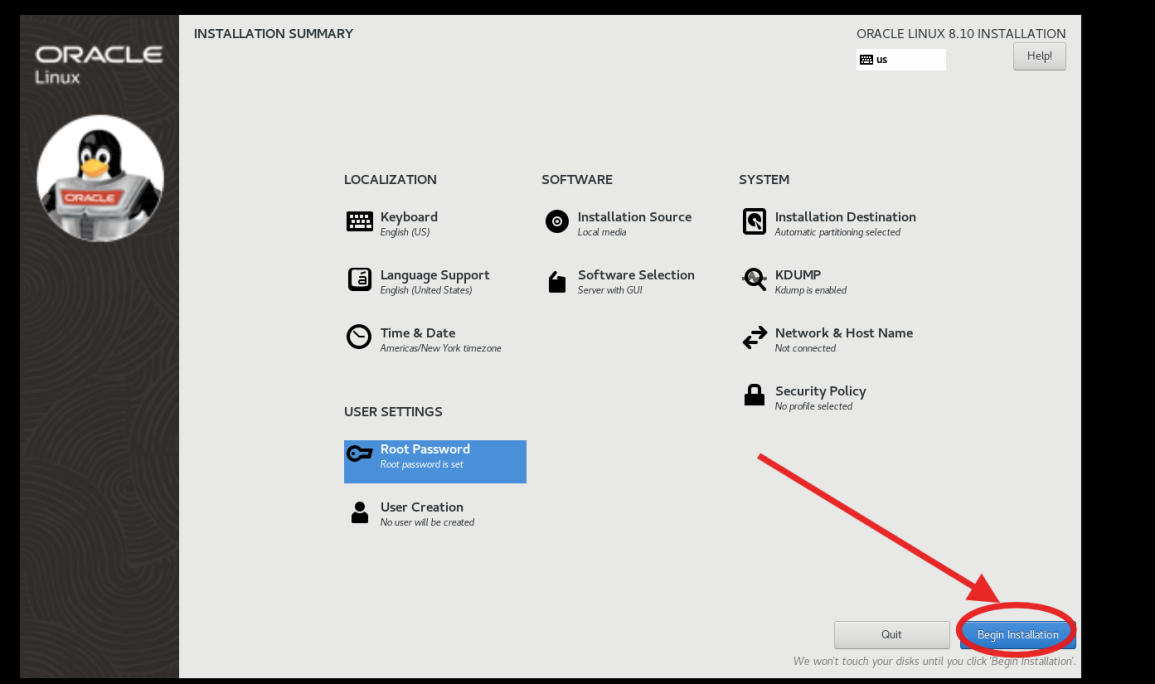 ORACLE
Linux
ORACLE
INSTALLATION SUMMARY
ORACLE LINUX 8.10 INSTALLATION
us
Help!
LOCALIZATION
Keyboard
English (US)
Language Support
English (United States)
Time & Date
Americas/New York timezone
USER SETTINGS
Root Password
Root password is set
User Creation
No user will be created
SOFTWARE
Installation Source
Local media
Software Selection
Server with GUI
SYSTEM
Installation Destination
Automatic partitioning selected
KDUMP
Kdump is enabled
Network & Host Name
Not connected
Security Policy
No profile selected
Quit
Begin Installation
We won't touch your disks until you click 'Begin Installation'.